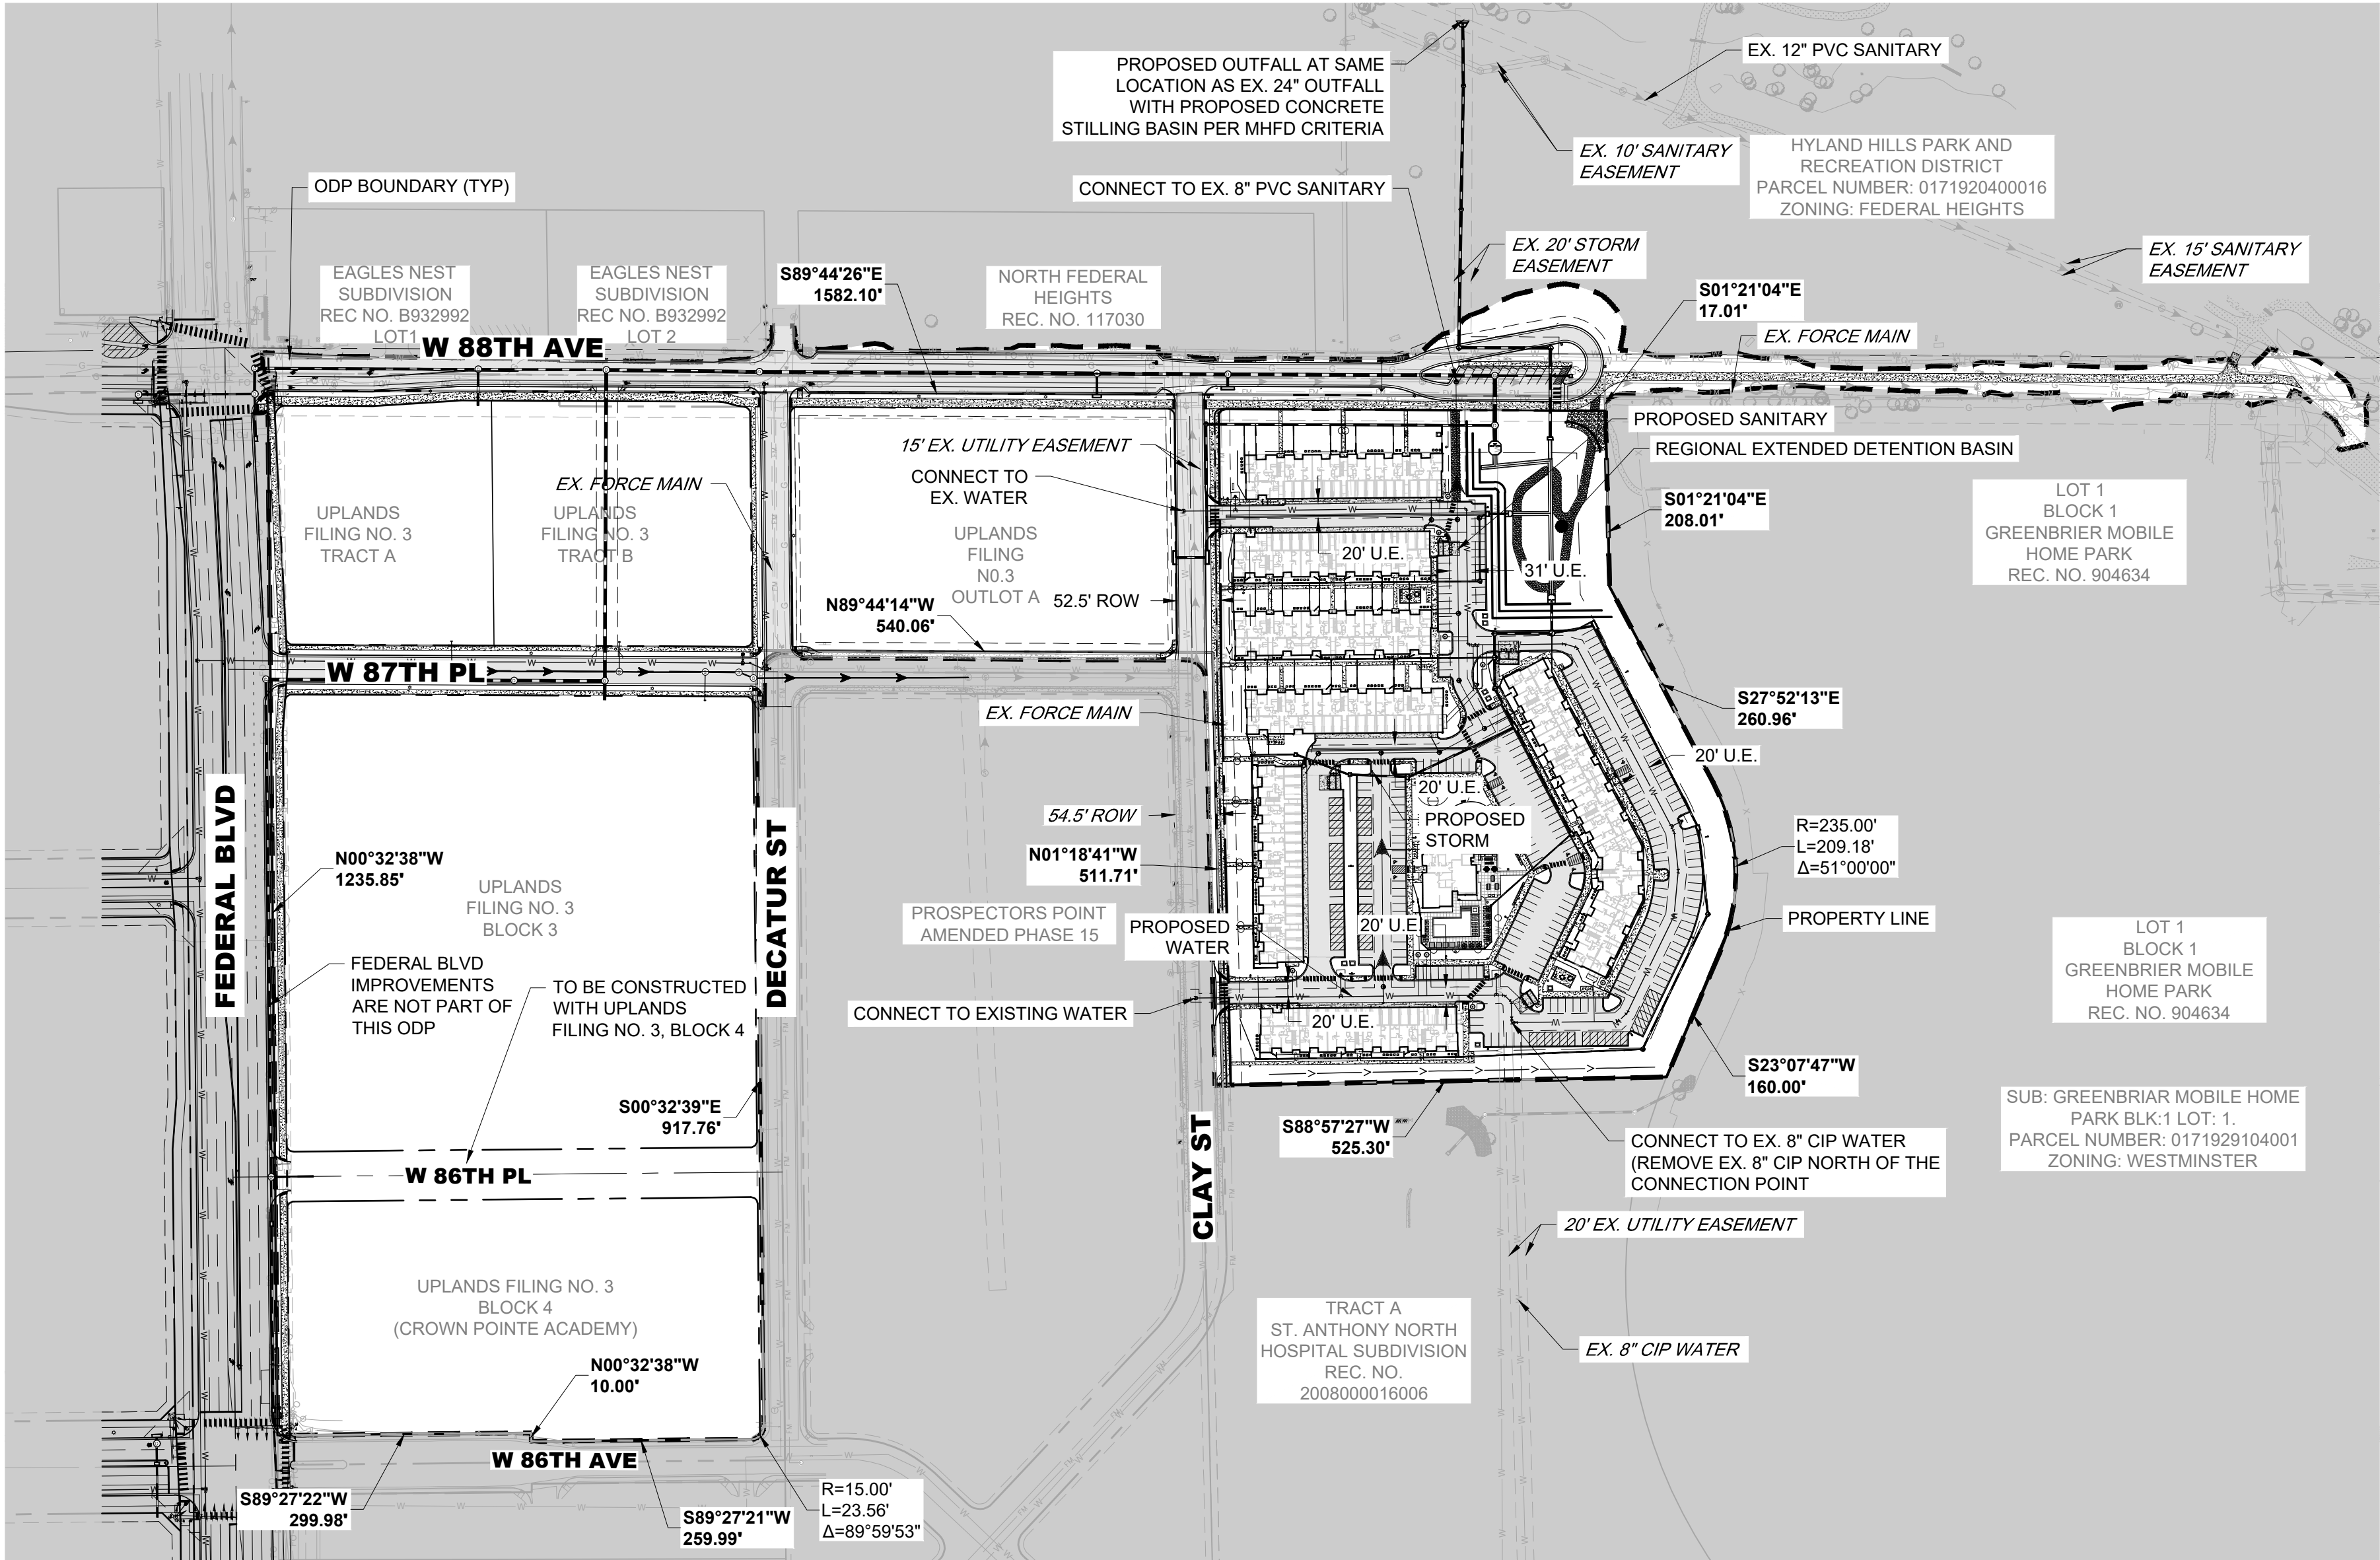 PROPOSED OUTFALL AT SAME
LOCATION AS EX. 24" OUTFALL
WITH PROPOSED CONCRETE
STILLING BASIN PER MHFD CRITERIA
EX. 12" PVC SANITARY
EX. 10' SANITARY
EASEMENT
HYLAND HILLS PARK AND
RECREATION DISTRICT
PARCEL NUMBER: 0171920400016
ZONING: FEDERAL HEIGHTS
ODP BOUNDARY (TYP)
CONNECT TO EX. 8" PVC SANITARY
EX. 20' STORM
EASEMENT
EX. 15' SANITARY
EASEMENT
EAGLES NEST
SUBDIVISION
REC NO. B932992
LOT1
EAGLES NEST
SUBDIVISION
REC NO. B932992
LOT 2
S89°44'26"E
1582.10'
NORTH FEDERAL
HEIGHTS
REC. NO. 117030
S01°21'04"E
17.01'
EX. FORCE MAIN
W 88TH AVE
PROPOSED SANITARY
REGIONAL EXTENDED DETENTION BASIN
15' EX. UTILITY EASEMENT
CONNECT TO
EX. WATER
EX. FORCE MAIN
UPLANDS
FILING NO. 3
TRACT A
UPLANDS
FILING NO. 3
TRACT B
UPLANDS
FILING
N0.3
OUTLOT A
52.5' ROW
N89°44'14"W
540.06'
20' U.E.
31' U.E.
S01°21'04"E
208.01'
LOT 1
BLOCK 1
GREENBRIER MOBILE
HOME PARK
REC. NO. 904634
W 87TH PL
EX. FORCE MAIN
S27°52'13"E
260.96'
20' U.E.
20' U.E.
PROPOSED
STORM
FEDERAL BLVD
DECATUR ST
54.5' ROW
N01°18'41"W
511.71'
R=235.00'
L=209.18'
Δ=51°00'00"
N00°32'38"W
1235.85'
UPLANDS
FILING NO. 3
BLOCK 3
PROSPECTORS POINT
AMENDED PHASE 15
PROPOSED
WATER
20' U.E.
PROPERTY LINE
LOT 1
BLOCK 1
GREENBRIER MOBILE
HOME PARK
REC. NO. 904634
FEDERAL BLVD
IMPROVEMENTS
ARE NOT PART OF
THIS ODP
TO BE CONSTRUCTED
WITH UPLANDS
FILING NO. 3, BLOCK 4
CONNECT TO EXISTING WATER
20' U.E.
S23°07'47"W
160.00'
S00°32'39"E
917.76'
CLAY ST
S88°57'27"W
525.30'
CONNECT TO EX. 8" CIP WATER
(REMOVE EX. 8" CIP NORTH OF THE
CONNECTION POINT
SUB: GREENBRIAR MOBILE HOME
PARK BLK:1 LOT: 1.
PARCEL NUMBER: 0171929104001
ZONING: WESTMINSTER
W 86TH PL
20' EX. UTILITY EASEMENT
UPLANDS FILING NO. 3
BLOCK 4
(CROWN POINTE ACADEMY)
TRACT A
ST. ANTHONY NORTH
HOSPITAL SUBDIVISION
REC. NO.
2008000016006
EX. 8" CIP WATER
N00°32'38"W
10.00'
W 86TH AVE
S89°27'22"W
299.98'
S89°27'21"W
259.99'
R=15.00'
L=23.56'
Δ=89°59'53"